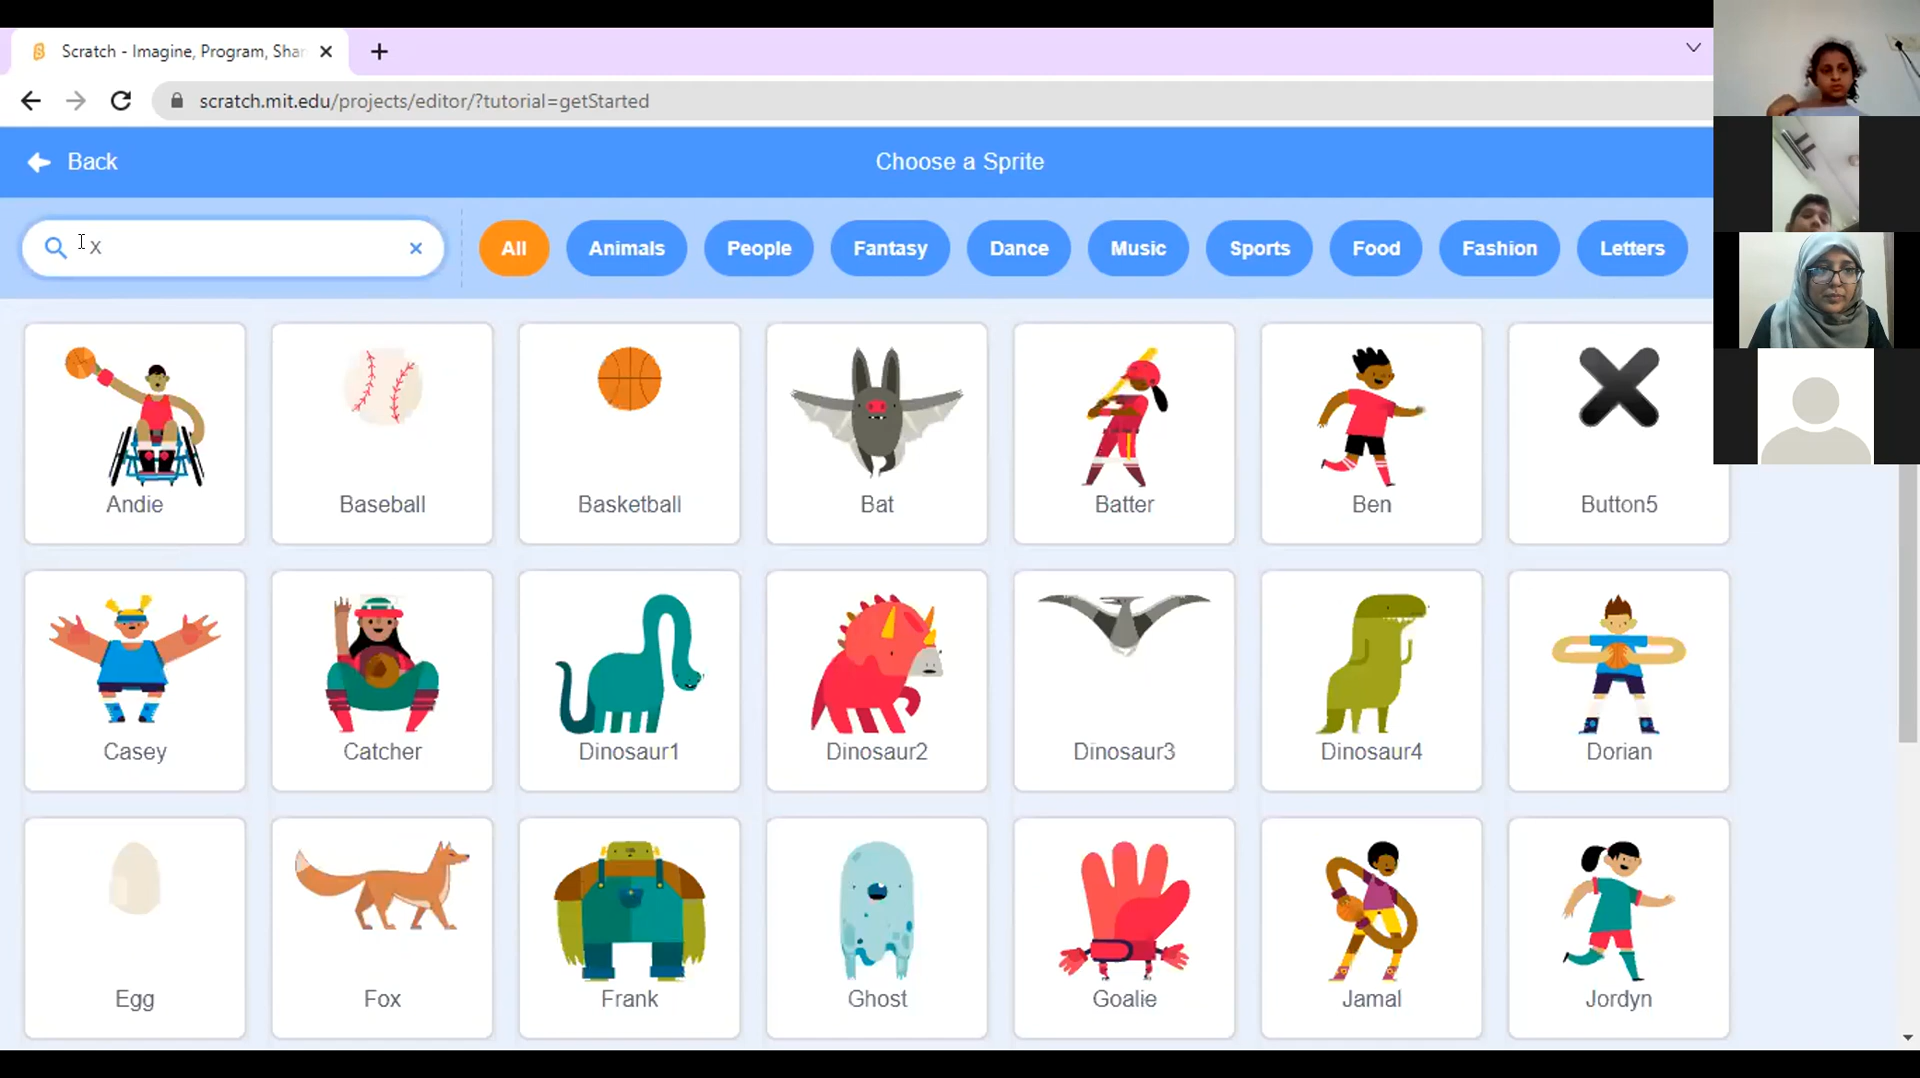 Scratch - Imagine, Program, Shar
scratch.mit.edu/projects/editor/?tutorial=getStarted
Back
Choose a Sprite
x
All
Animals
People
Fantasy
Dance
Music
Sports
Food
Fashion
Letters
Andie
Baseball
Basketball
Bat
Batter
Ben
Button5
Casey
Catcher
Dinosaur1
Dinosaur2
Dinosaur3
Dinosaur4
Dorian
Egg
Fox
Frank
Ghost
Goalie
Jamal
Jordyn